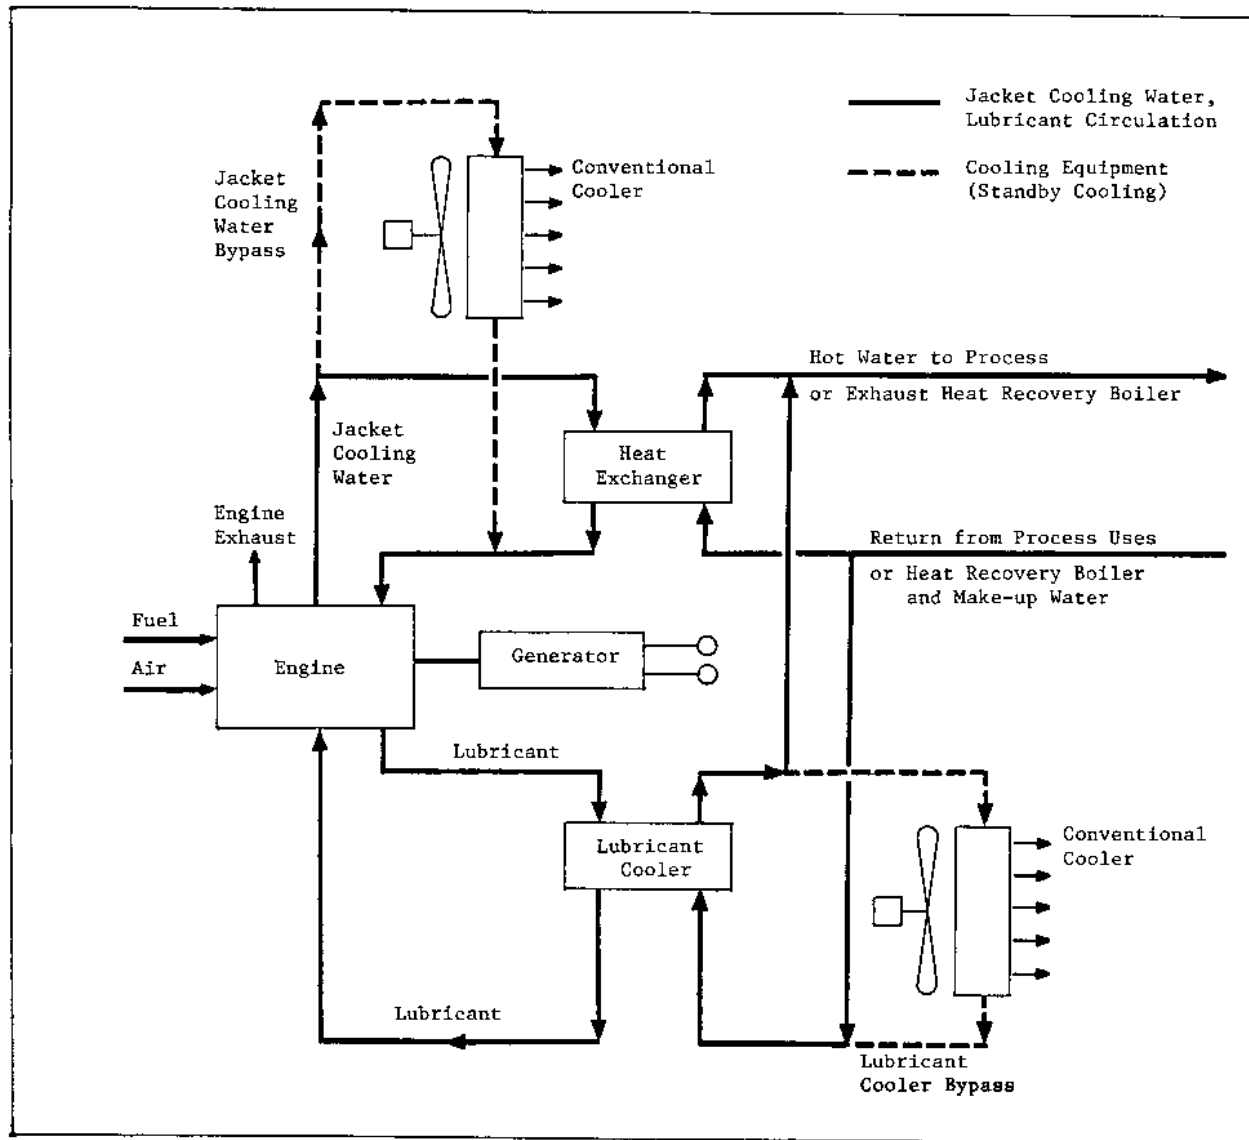 Jacket Cooling Water,
Lubricant Circulation
Cooling Equipment
(Standby Cooling)
Jacket
Cooling
Water
Bypass
Conventional
Cooler
Hot Water to Process
or Exhaust Heat Recovery Boiler
Jacket
Cooling
Water
Heat
Exchanger
Engine
Exhaust
Return from Process Uses
or Heat Recovery Boiler
and Make-up Water
Fuel
Air
Engine
Generator
Lubricant
Lubricant
Cooler
Conventional
Cooler
Lubricant
Lubricant
Cooler Bypass